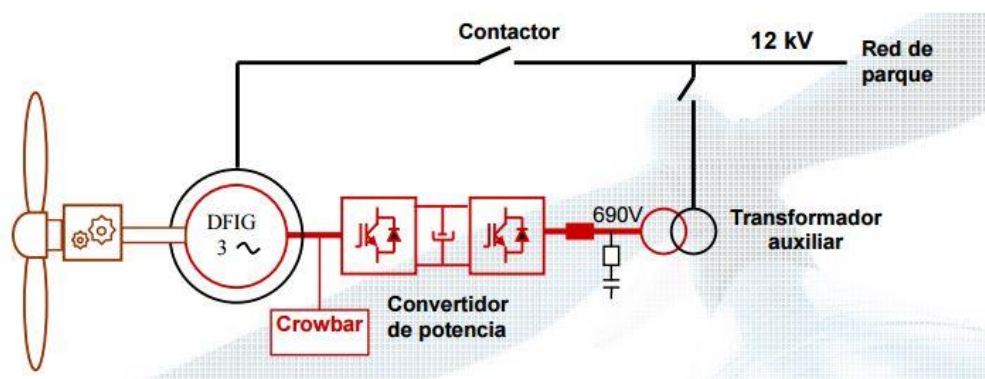 Contactor
12 kV
Red de
parque
DFIG
3
690V
Transformador
auxiliar
Convertidor
de potencia
Crowbar